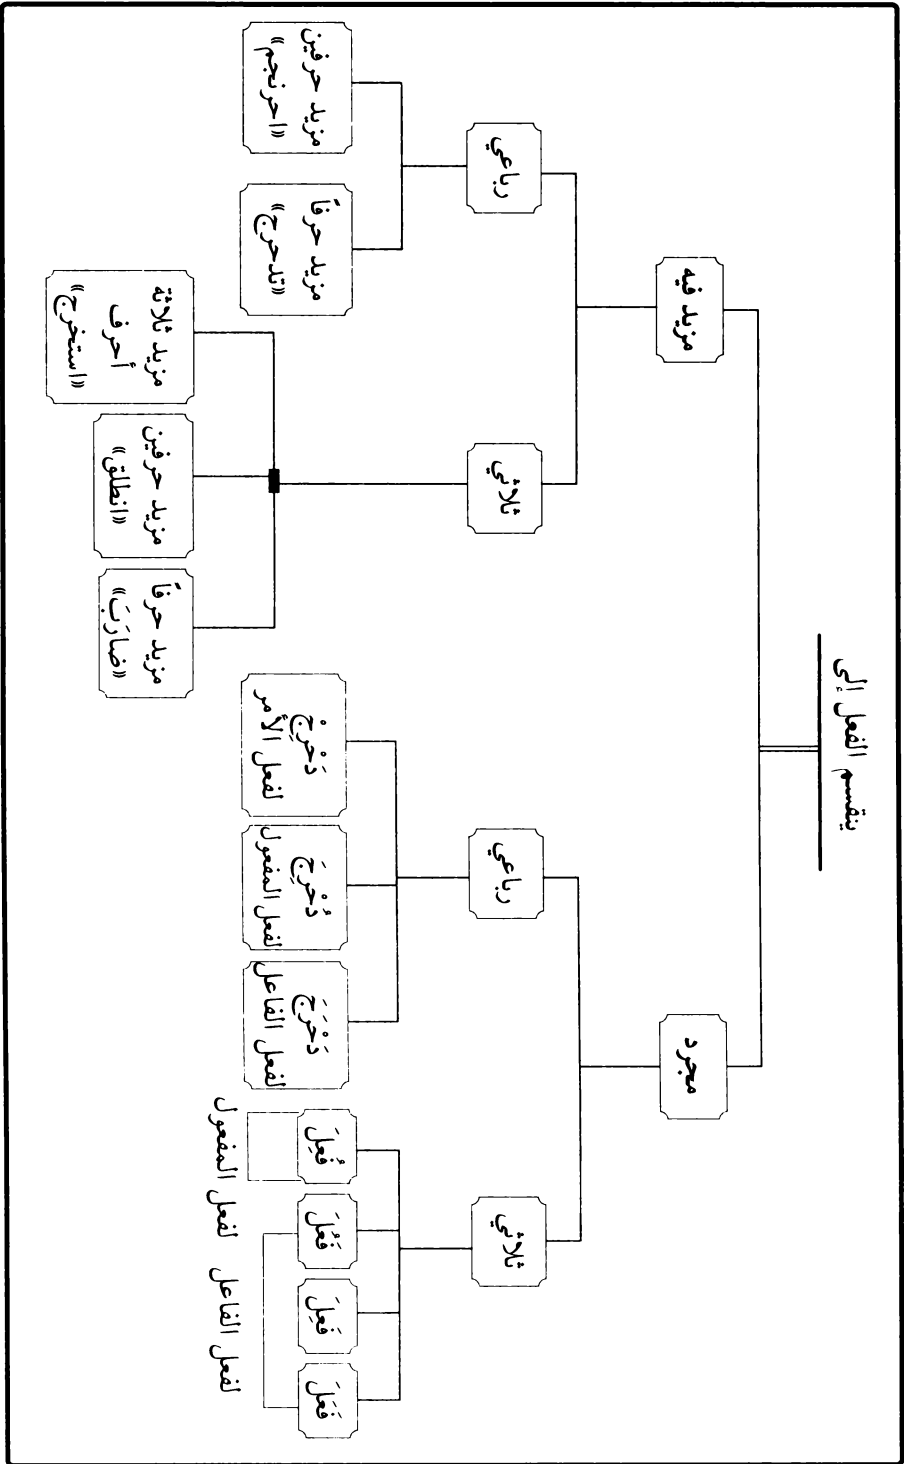 ينقسم الفعل إلى
مجرد
مزيد فيه
ثلاثي
رباعي
ثلاثي
رباعي
فَعَلَ
فَعِلَ
فَعُلَ
فُعِلَ
لفعل الفاعل
لفعل المفعول
دَحْرَجَ
لفعل الفاعل
دُحْرِجَ
لفعل المفعول
دَحْرِجْ
لفعل الأمر
مزيد حرفاً
«ضارَبَ»
مزيد حرفين
«انطلق»
مزيد ثلاثة
أحرف
«استخرج»
مزيد حرفاً
«تدحرج»
مزيد حرفين
«احرنجم»